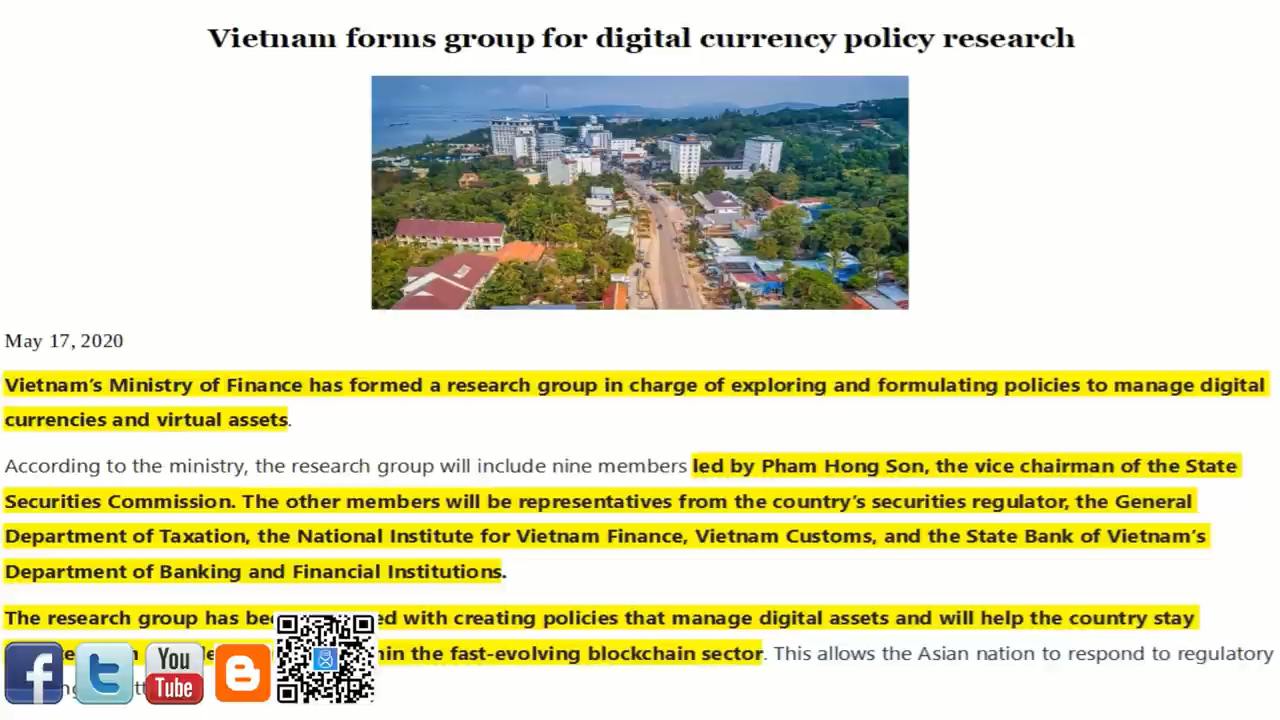 Vietnam forms group for digital currency policy research
May 17, 2020
Vietnam's Ministry of Finance has formed a research group in charge of exploring and formulating policies to manage digital
currencies and virtual assets.
According to the ministry, the research group will include nine members led by Pham Hong Son, the vice chairman of the State
Securities Commission. The other members will be representatives from the country's securities regulator, the General
Department of Taxation, the National Institute for Vietnam Finance, Vietnam Customs, and the State Bank of Vietnam's
Department of Banking and Financial Institutions.
The research group has with creating policies that manage digital assets and will help the country stay
the fast-evolving blockchain sector. This allows the Asian nation to respond to regulatory
f
t
You
Tube
B